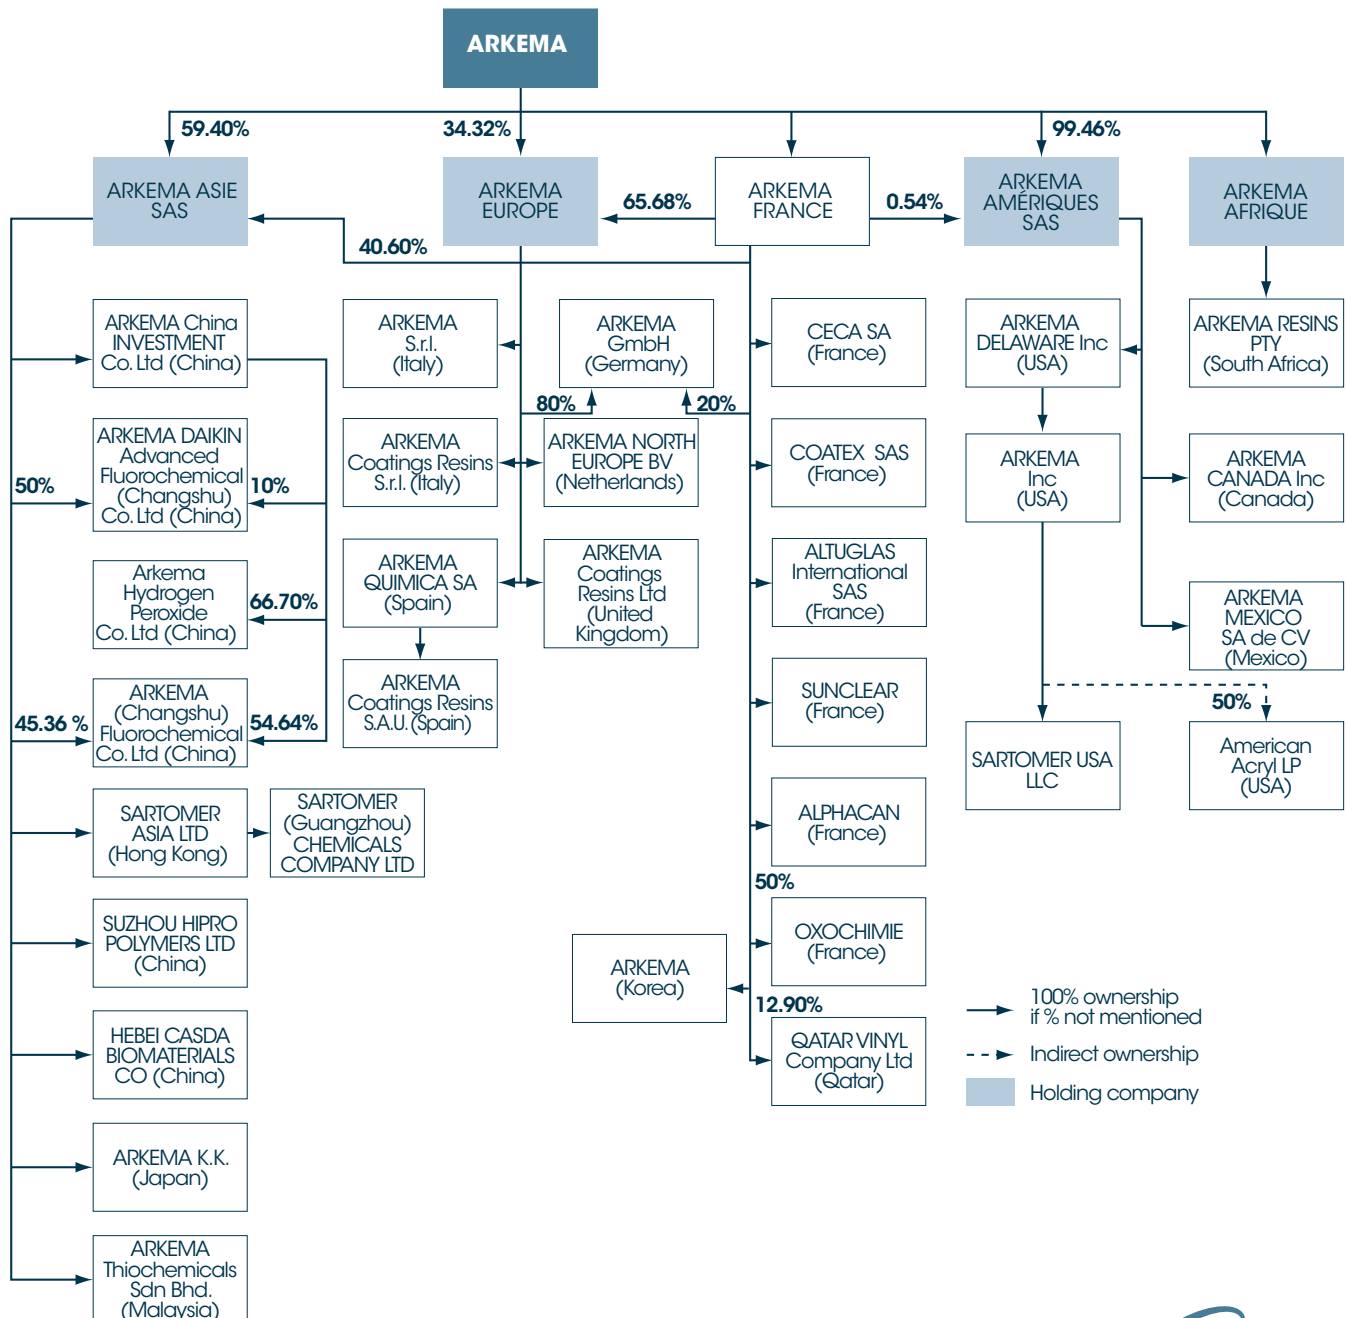 ARKEMA
59.40%
34.32%
99.46%
ARKEMA ASIE
SAS
ARKEMA
EUROPE
65.68%
ARKEMA
FRANCE
0.54%
ARKEMA
AMÉRIQUES
SAS
ARKEMA
AFRIQUE
40.60%
ARKEMA China
INVESTMENT
Co. Ltd (China)
ARKEMA
S.r.l.
(Italy)
ARKEMA
GmbH
(Germany)
CECA SA
(France)
ARKEMA
DELAWARE Inc
(USA)
ARKEMA RESINS
PTY
(South Africa)
80%
20%
50%
ARKEMA DAIKIN
Advanced
Fluorochemical
(Changshu)
Co. Ltd (China)
10%
ARKEMA
Coatings Resins
S.r.l. (Italy)
ARKEMA NORTH
EUROPE BV
(Netherlands)
COATEX SAS
(France)
ARKEMA
Inc
(USA)
ARKEMA
CANADA Inc
(Canada)
Arkema
Hydrogen
Peroxide
Co. Ltd (China)
66.70%
ARKEMA
QUIMICA SA
(Spain)
ARKEMA
Coatings
Resins Ltd
(United
Kingdom)
ALTUGLAS
International
SAS
(France)
ARKEMA
MEXICO
SA de CV
(Mexico)
45.36 %
ARKEMA
(Changshu)
Fluorochemical
Co. Ltd (China)
54.64%
ARKEMA
Coatings Resins
S.A.U. (Spain)
SUNCLEAR
(France)
50%
SARTOMER USA
LLC
American
Acryl LP
(USA)
SARTOMER
ASIA LTD
(Hong Kong)
SARTOMER
(Guangzhou)
CHEMICALS
COMPANY LTD
ALPHACAN
(France)
50%
SUZHOU HIPRO
POLYMERS LTD
(China)
OXOCHIMIE
(France)
ARKEMA
(Korea)
12.90%
HEBEI CASDA
BIOMATERIALS
CO (China)
QATAR VINYL
Company Ltd
(Qatar)
100% ownership
if % not mentioned
Indirect ownership
Holding company
ARKEMA K.K.
(Japan)
ARKEMA
Thiochemicals
Sdn Bhd.
(Malaysia)